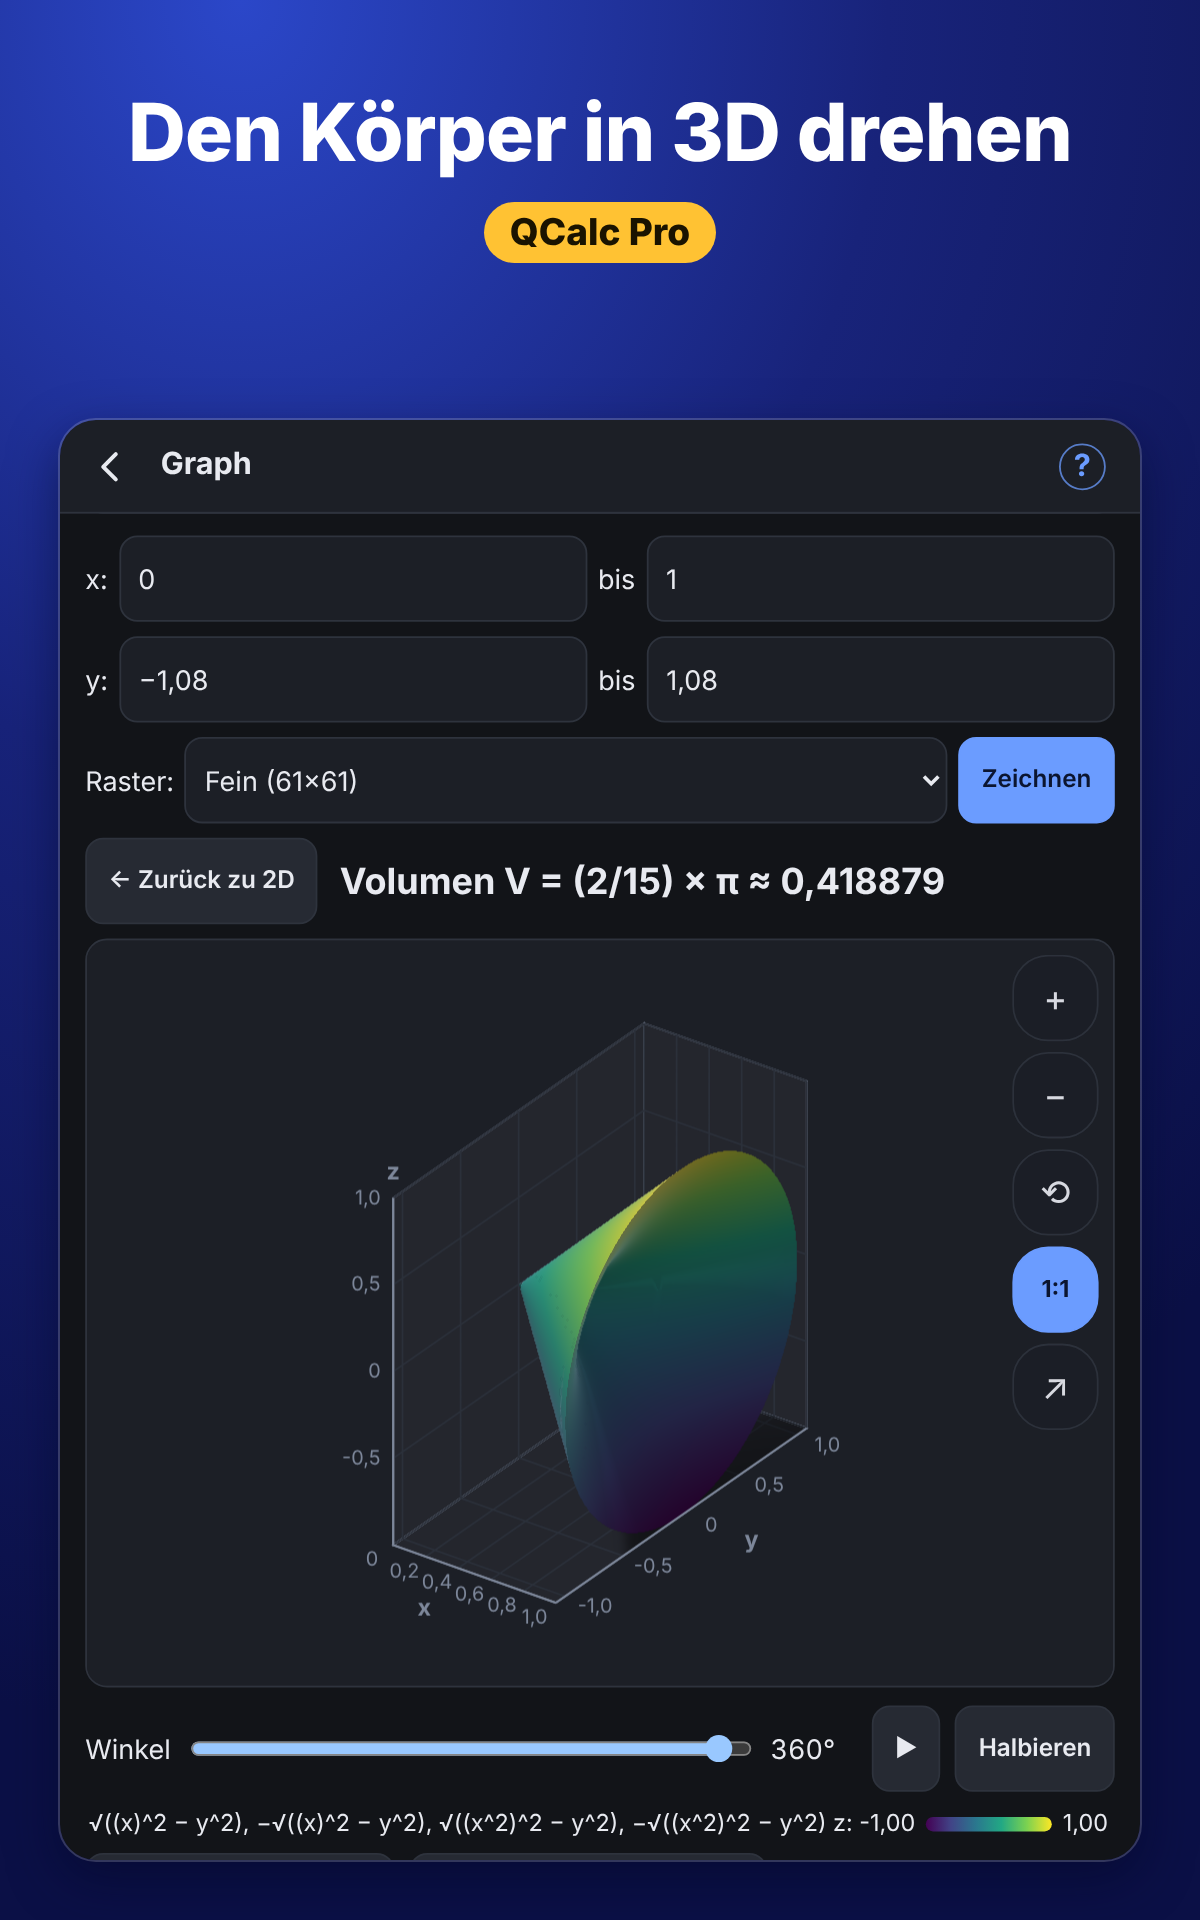 Den Körper in 3D drehen
QCalc Pro
Graph
?
x: 0 bis 1
y: −1,08 bis 1,08
Raster: Fein (61×61) Zeichnen
← Zurück zu 2D Volumen V = (2/15) × π ≈ 0,418879
+
−
⟲
1:1
↗
z
1,0
0,5
0
-0,5
0 0,2 0,4 0,6 0,8 1,0
x
-1,0 -0,5 0 0,5 1,0
y
Winkel 360° ▶ Halbieren
√((x)^2 − y^2), −√((x)^2 − y^2), √((x^2)^2 − y^2), −√((x^2)^2 − y^2) z: -1,00 1,00